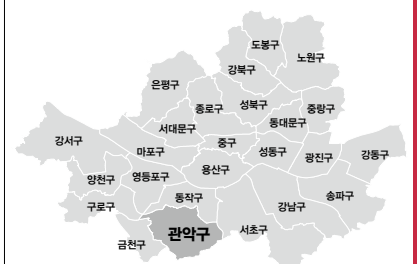 도봉구
노원구
강북구
은평구
성북구
중랑구
종로구
동대문구
서대문구
강서구
마포구
중구
성동구
광진구
강동구
용산구
양천구
영등포구
동작구
송파구
구로구
강남구
관악구
서초구
금천구